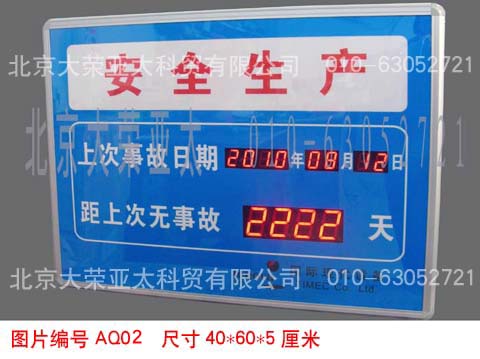 北京大荣亚太科贸有限公司 010-63052721
安全生产
北京大荣亚太 010-63052721
上次事故日期 2010年08月12日
距上次无事故 2222 天
北京大荣亚太科贸有限公司 010-63052721
IMEC Co., Ltd.
图片编号 AQ02 尺寸 40*60*5 厘米